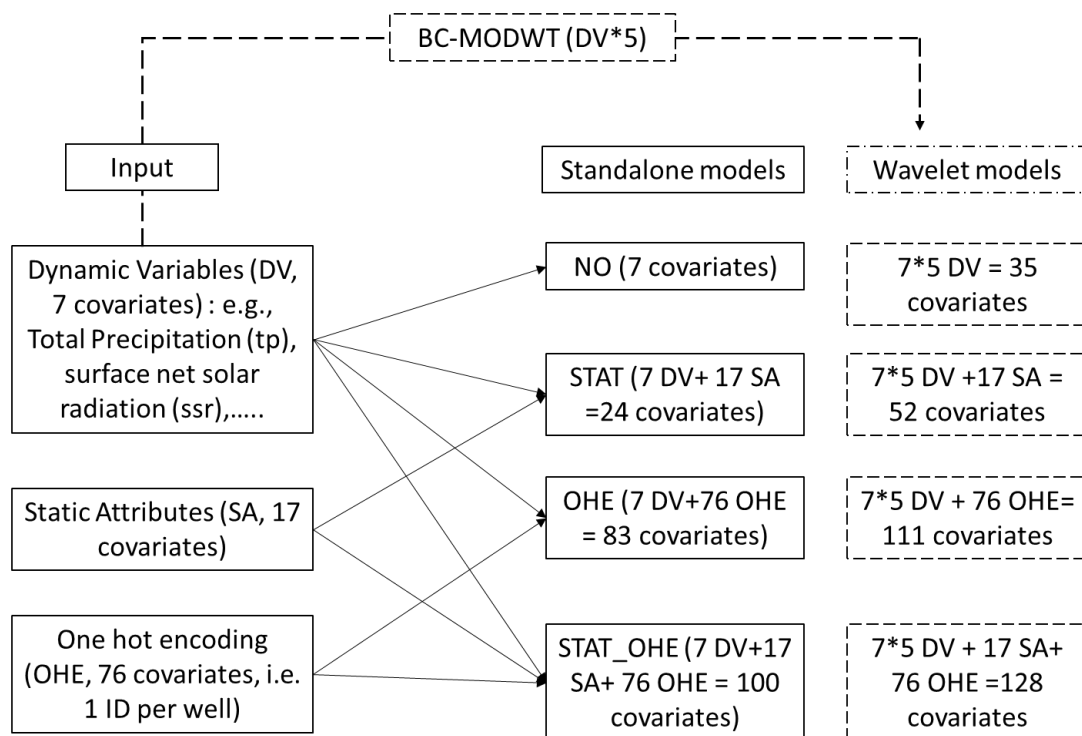 BC-MODWT (DV*5)
Input
Standalone models
Wavelet models
Dynamic Variables (DV,
7 covariates) : e.g.,
Total Precipitation (tp),
surface net solar
radiation (ssr),.....
NO (7 covariates)
7*5 DV = 35
covariates
STAT (7 DV+ 17 SA
=24 covariates)
7*5 DV +17 SA =
52 covariates
Static Attributes (SA, 17
covariates)
OHE (7 DV+76 OHE
= 83 covariates)
7*5 DV + 76 OHE=
111 covariates
One hot encoding
(OHE, 76 covariates, i.e.
1 ID per well)
STAT_OHE (7 DV+17
SA+ 76 OHE = 100
covariates)
7*5 DV + 17 SA+
76 OHE =128
covariates